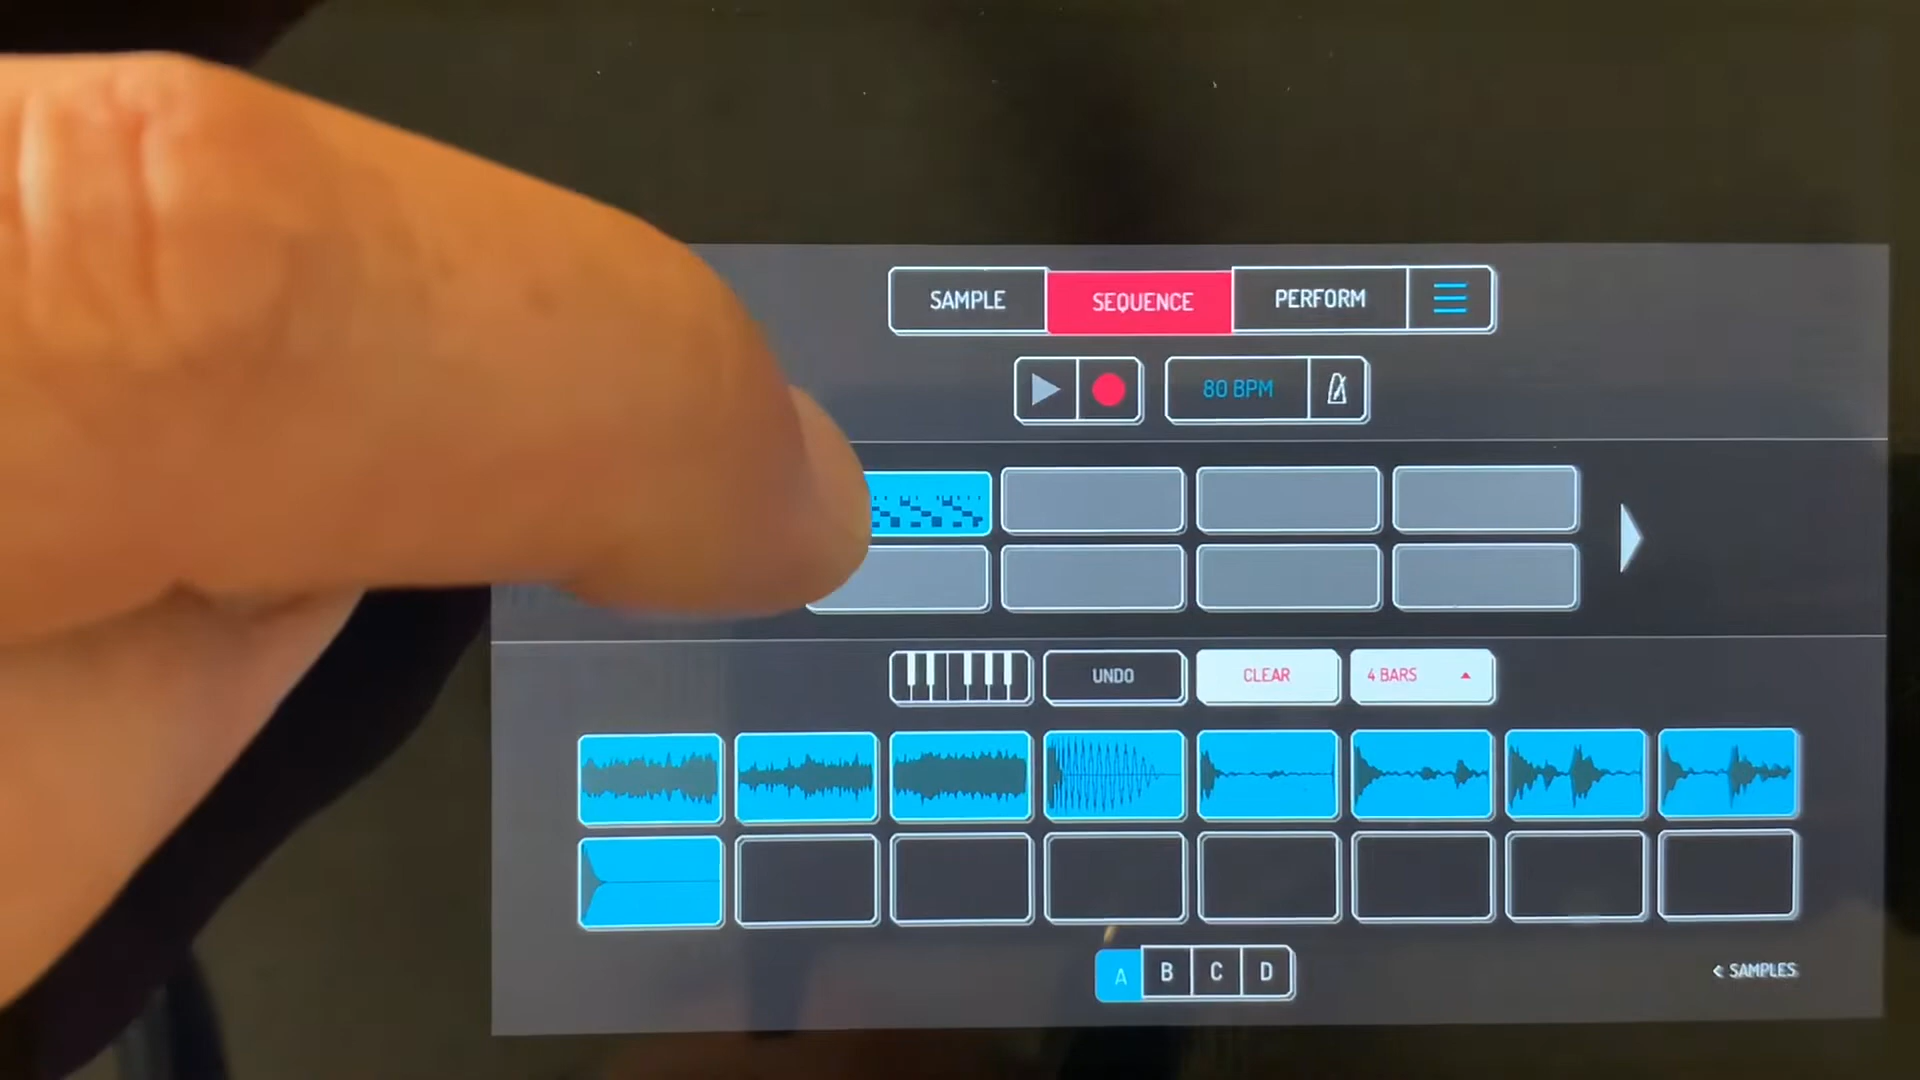 SAMPLE SEQUENCE PERFORM
80 BPM
UNDO CLEAR 4 BARS
A B C D
< SAMPLES